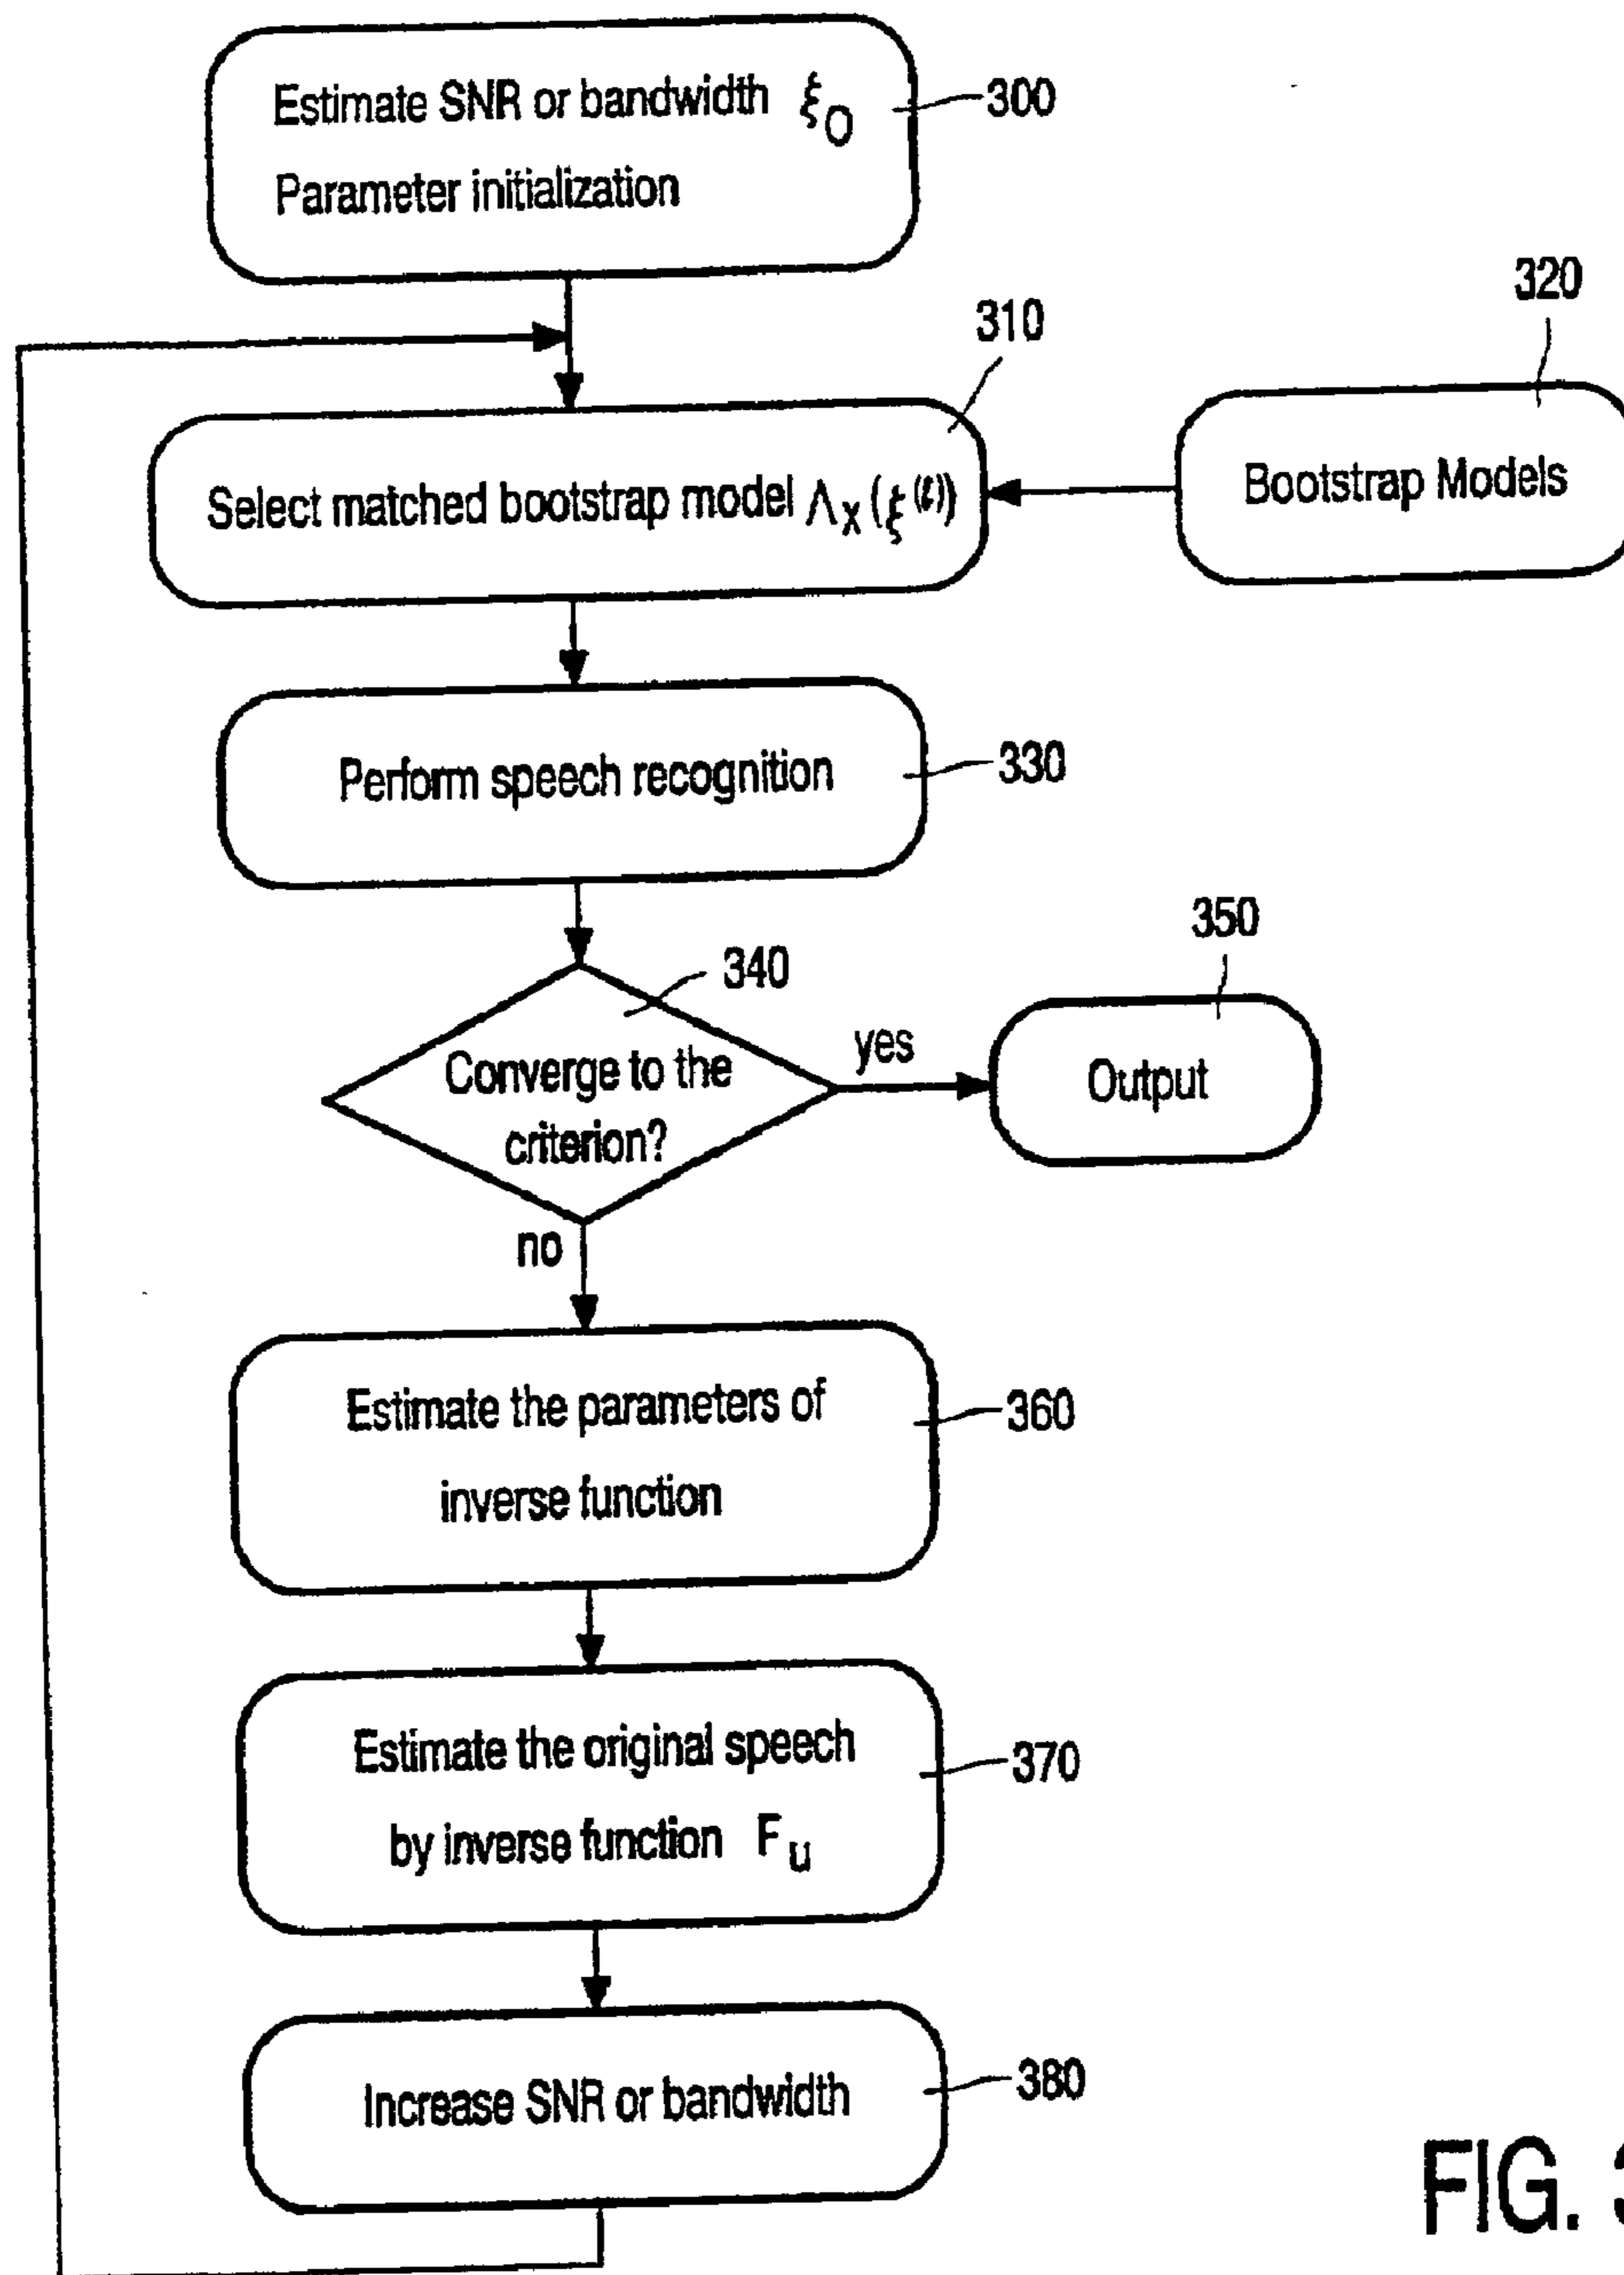 Estimate SNR or bandwidth ξ₀
Parameter initialization
300
310
320
Select matched bootstrap model Λₓ(ξ⁽ℓ⁾)
Bootstrap Models
Perform speech recognition
330
340
350
Converge to the
criterion?
yes
Output
no
Estimate the parameters of
inverse function
360
Estimate the original speech
by inverse function Fᵤ
370
Increase SNR or bandwidth
380
FIG.